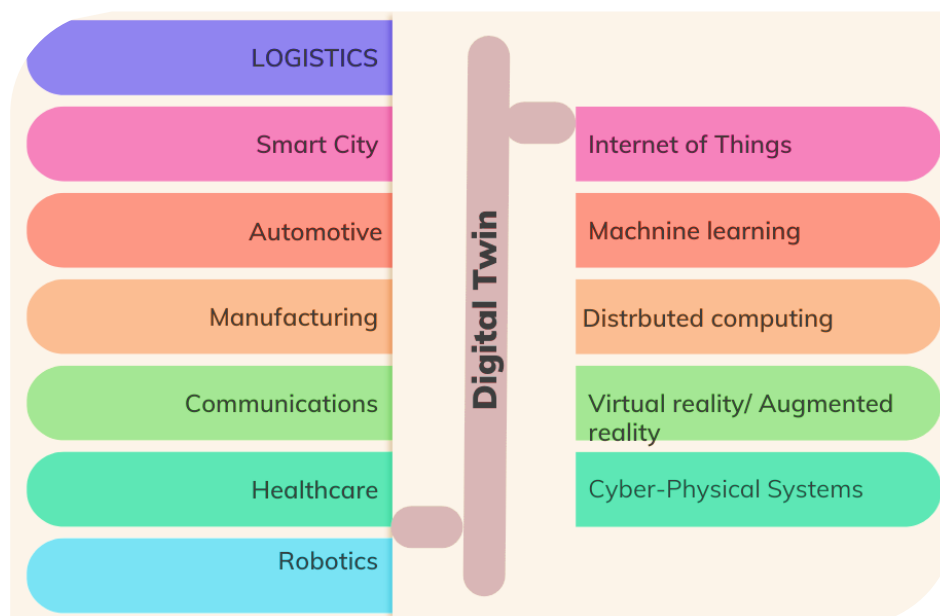 LOGISTICS
Smart City
Automotive
Manufacturing
Communications
Healthcare
Robotics
Digital Twin
Internet of Things
Machnine learning
Distrbuted computing
Virtual reality/ Augmented
reality
Cyber-Physical Systems